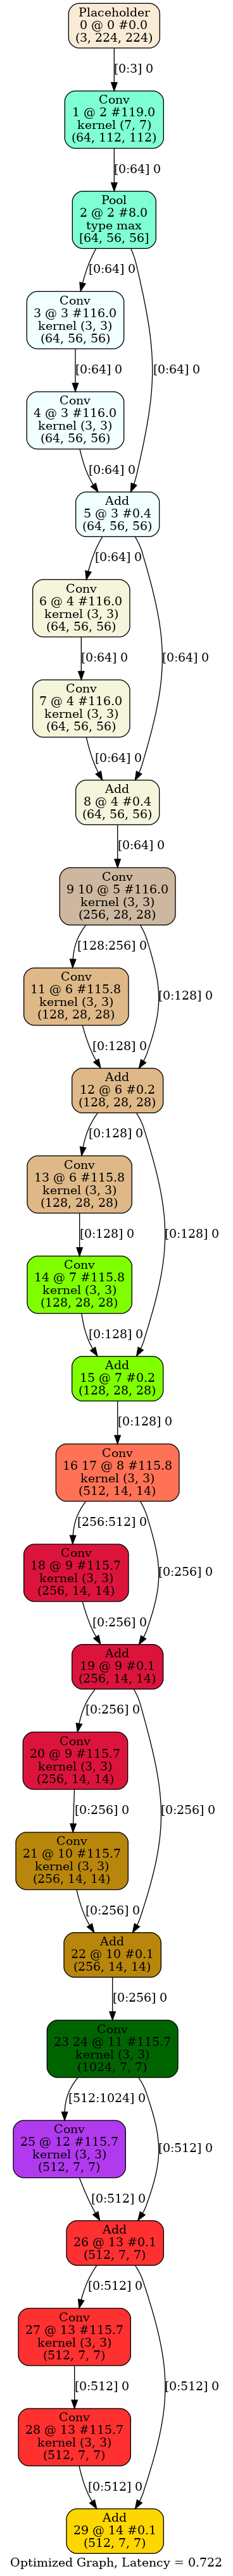 Placeholder
0 @ 0 #0.0
(3, 224, 224)
[0:3] 0
Conv
1 @ 2 #119.0
kernel (7, 7)
(64, 112, 112)
[0:64] 0
Pool
2 @ 2 #8.0
type max
[64, 56, 56]
[0:64] 0
Conv
3 @ 3 #116.0
kernel (3, 3)
(64, 56, 56)
[0:64] 0
[0:64] 0
Conv
4 @ 3 #116.0
kernel (3, 3)
(64, 56, 56)
[0:64] 0
Add
5 @ 3 #0.4
(64, 56, 56)
[0:64] 0
Conv
6 @ 4 #116.0
kernel (3, 3)
(64, 56, 56)
[0:64] 0
[0:64] 0
Conv
7 @ 4 #116.0
kernel (3, 3)
(64, 56, 56)
[0:64] 0
Add
8 @ 4 #0.4
(64, 56, 56)
[0:64] 0
Conv
9 10 @ 5 #116.0
kernel (3, 3)
(256, 28, 28)
[128:256] 0
Conv
11 @ 6 #115.8
kernel (3, 3)
(128, 28, 28)
[0:128] 0
[0:128] 0
Add
12 @ 6 #0.2
(128, 28, 28)
[0:128] 0
Conv
13 @ 6 #115.8
kernel (3, 3)
(128, 28, 28)
[0:128] 0
[0:128] 0
Conv
14 @ 7 #115.8
kernel (3, 3)
(128, 28, 28)
[0:128] 0
Add
15 @ 7 #0.2
(128, 28, 28)
[0:128] 0
Conv
16 17 @ 8 #115.8
kernel (3, 3)
(512, 14, 14)
[256:512] 0
Conv
18 @ 9 #115.7
kernel (3, 3)
(256, 14, 14)
[0:256] 0
[0:256] 0
Add
19 @ 9 #0.1
(256, 14, 14)
[0:256] 0
Conv
20 @ 9 #115.7
kernel (3, 3)
(256, 14, 14)
[0:256] 0
[0:256] 0
Conv
21 @ 10 #115.7
kernel (3, 3)
(256, 14, 14)
[0:256] 0
Add
22 @ 10 #0.1
(256, 14, 14)
[0:256] 0
Conv
23 24 @ 11 #115.7
kernel (3, 3)
(1024, 7, 7)
[512:1024] 0
Conv
25 @ 12 #115.7
kernel (3, 3)
(512, 7, 7)
[0:512] 0
[0:512] 0
Add
26 @ 13 #0.1
(512, 7, 7)
[0:512] 0
Conv
27 @ 13 #115.7
kernel (3, 3)
(512, 7, 7)
[0:512] 0
[0:512] 0
Conv
28 @ 13 #115.7
kernel (3, 3)
(512, 7, 7)
[0:512] 0
Add
29 @ 14 #0.1
(512, 7, 7)
Optimized Graph, Latency = 0.722